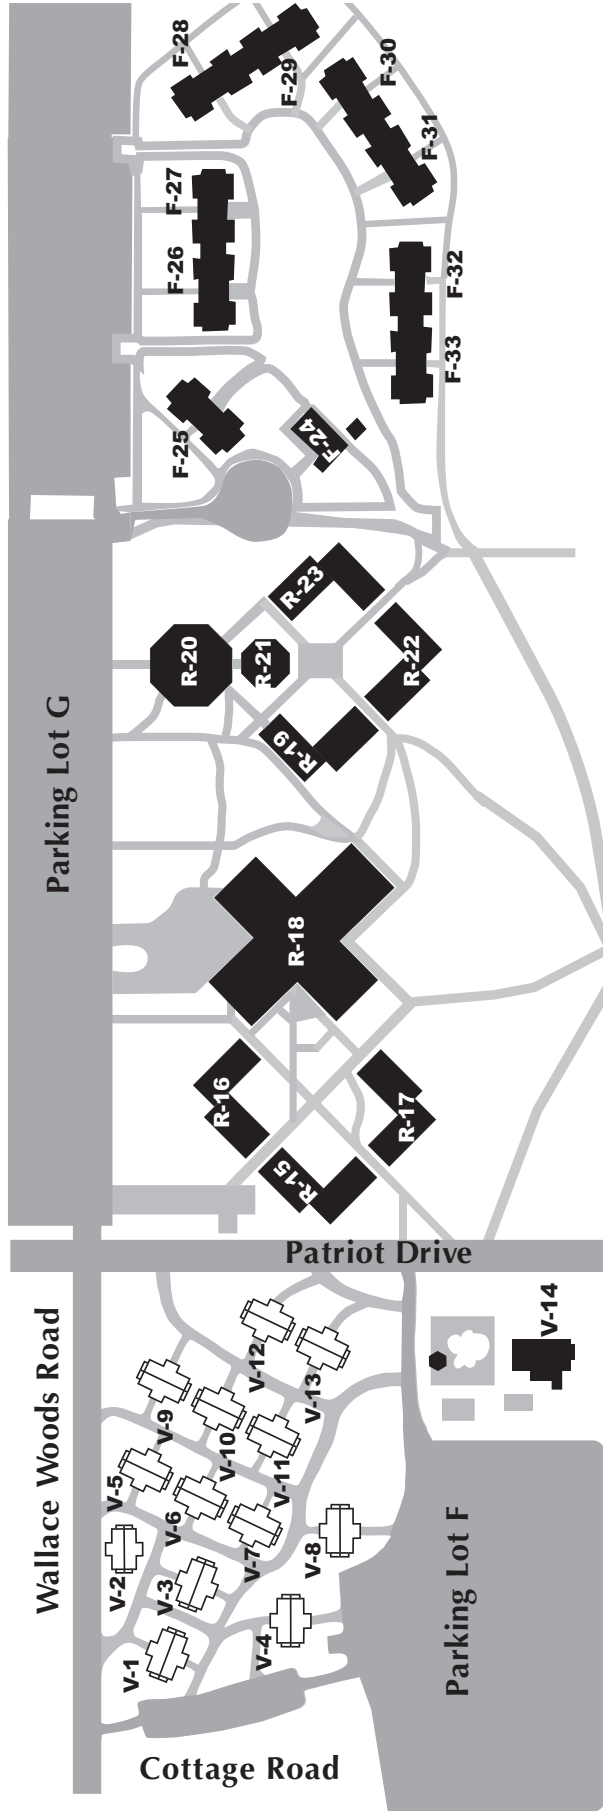 F-28
F-29
F-30
F-31
F-27
F-26
F-32
F-33
F-25
F-24
R-23
R-20
R-21
R-22
R-19
Parking Lot G
R-18
R-16
R-17
R-15
Patriot Drive
Wallace Woods Road
V-14
V-12
V-13
V-9
V-10
V-11
V-5
V-6
V-7
V-8
V-2
V-3
V-1
V-4
Parking Lot F
Cottage Road